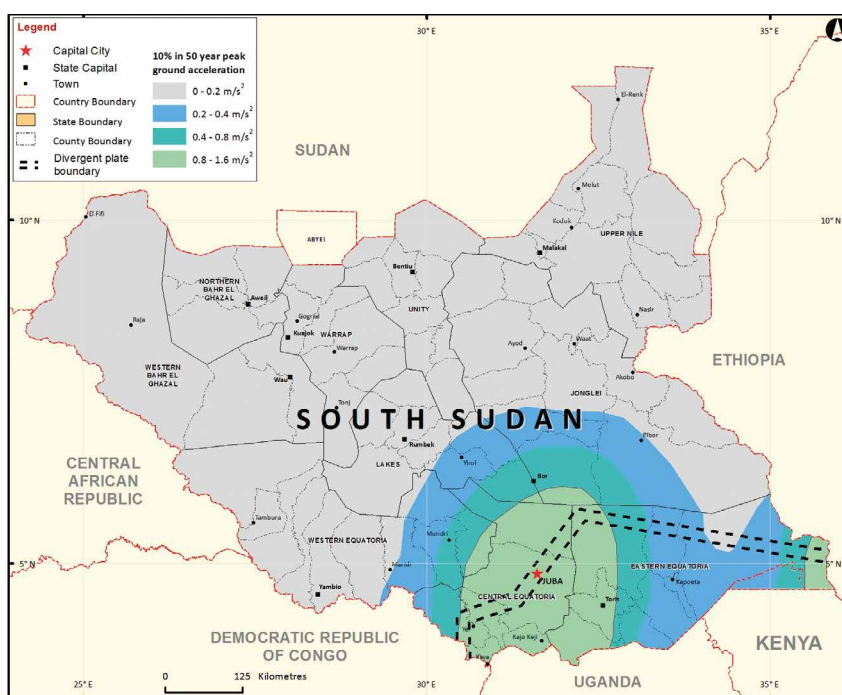 Legend
Capital City
State Capital
Town
Country Boundary
State Boundary
County Boundary
Divergent plate
boundary
10% in 50 year peak
ground acceleration
0 - 0.2 m/s²
0.2 - 0.4 m/s²
0.4 - 0.8 m/s²
0.8 - 1.6 m/s²
30° E
35° E
A
SUDAN
El-Renk
Melut
Kodok
UPPER NILE
Malakal
10° N
10° N
El Fifi
ABYEI
Bentiu
NORTHERN
BAHR EL
GHAZAL
Aweil
UNITY
Gogrial
WARRAP
Kuajok
Warrap
Nasir
Raja
Ayod
Waat
WESTERN
BAHR EL
GHAZAL
Wau
Akobo
ETHIOPIA
JONGLEI
Tonj
SOUTH SUDAN
Rumbek
Pibor
LAKES
Yirol
CENTRAL
AFRICAN
REPUBLIC
Bor
Tambura
WESTERN EQUATORIA
Mundri
5° N
5° N
Maridi
JUBA
EASTERN EQUATORIA
Kapoeta
Yambio
CENTRAL EQUATORIA
Torit
Yei
Kajo Keji
Kaya
DEMOCRATIC REPUBLIC
OF CONGO
KENYA
UGANDA
25° E
0
125 Kilometres
30° E
35° E